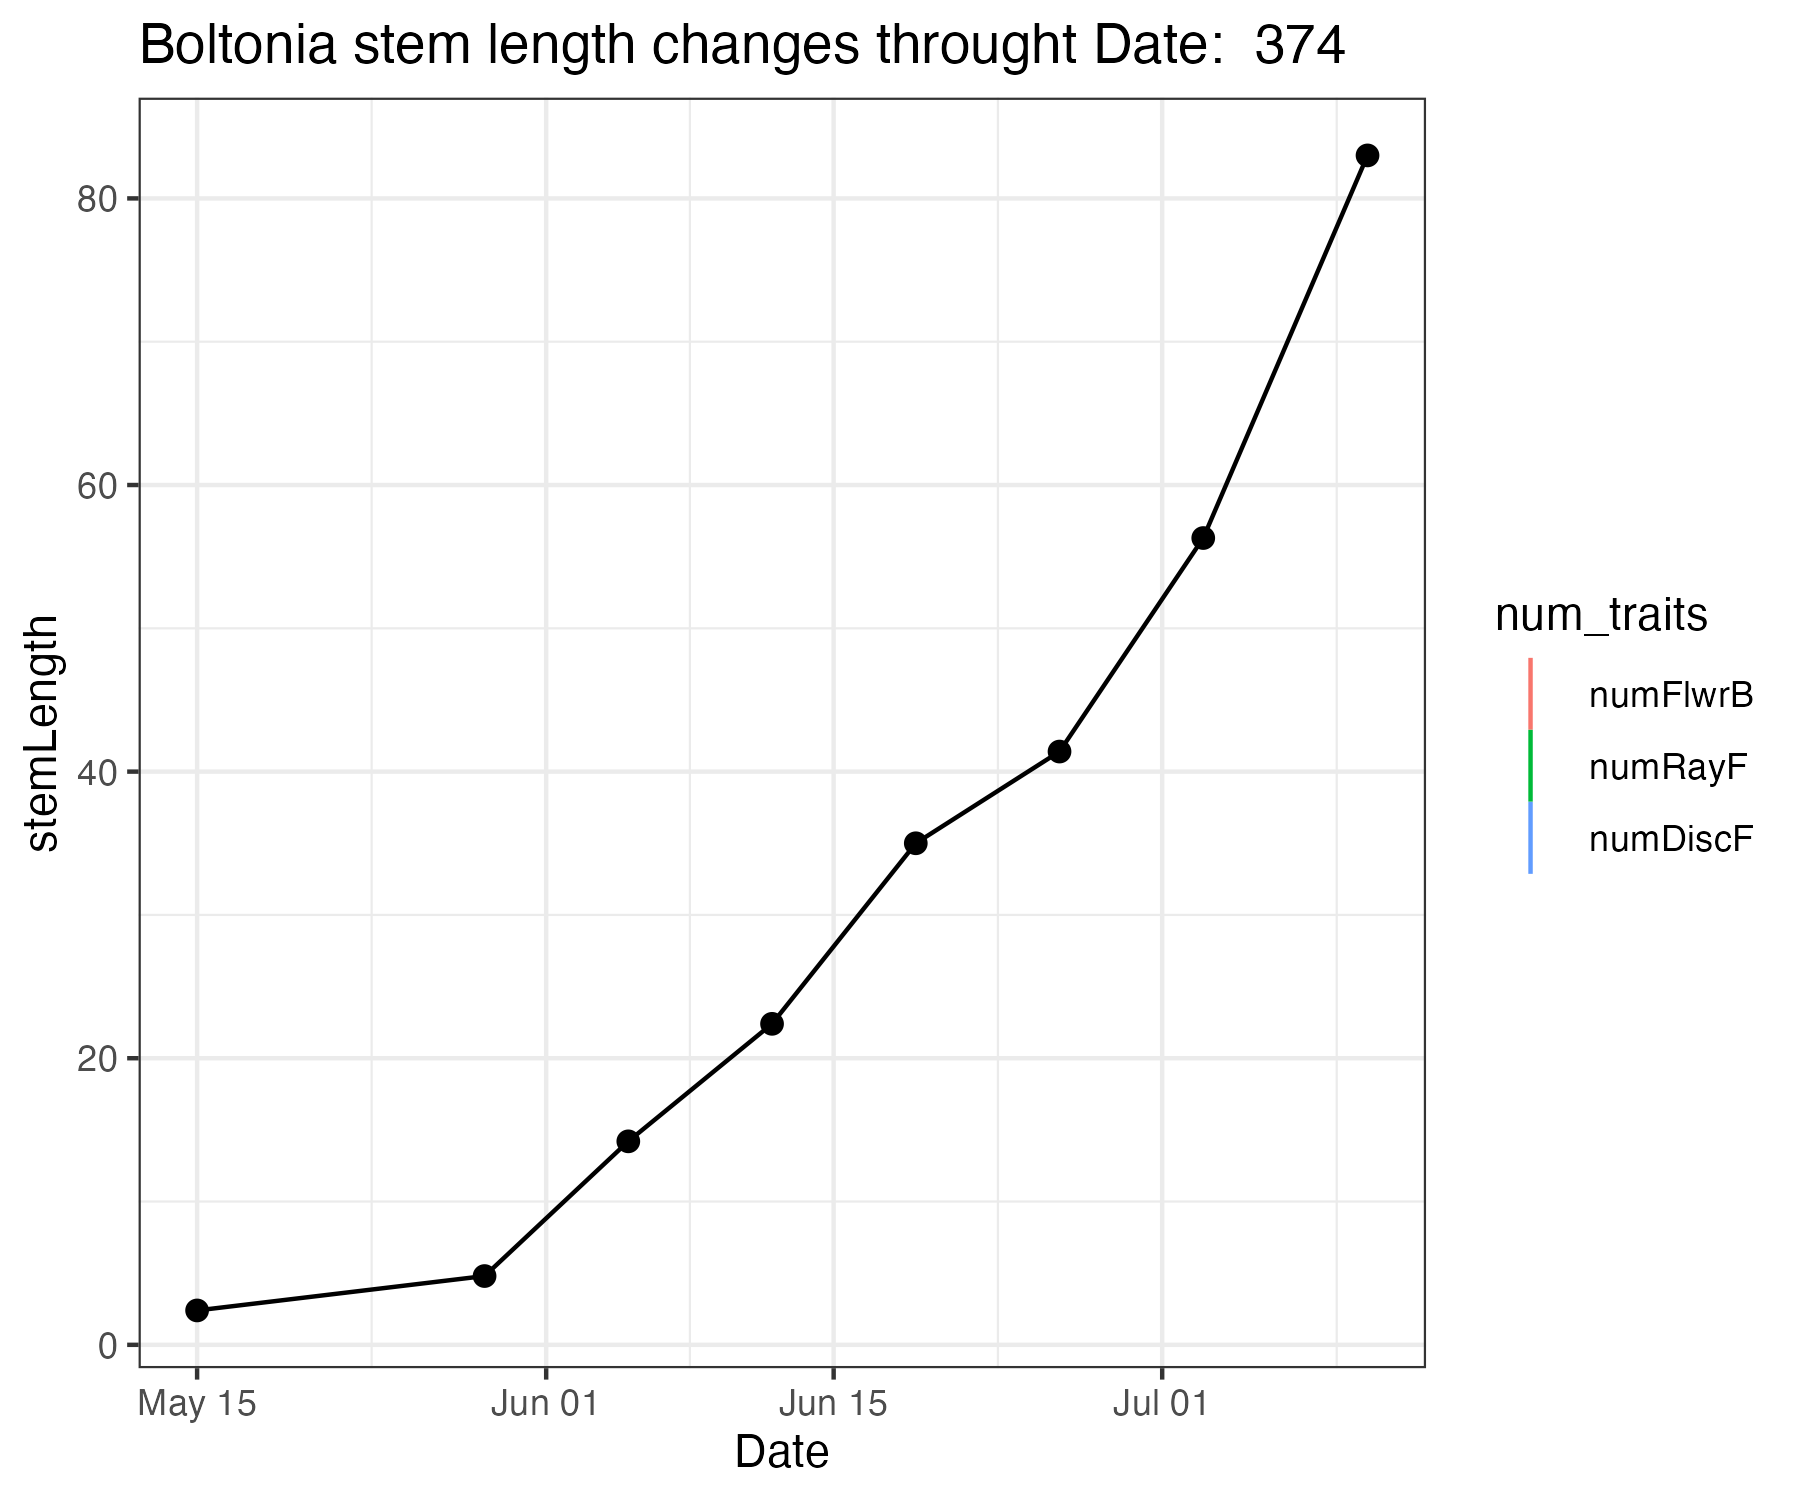 Boltonia stem length changes throught Date:  374
stemLength
80
60
40
20
0
May 15
Jun 01
Jun 15
Jul 01
Date
num_traits
numFlwrB
numRayF
numDiscF